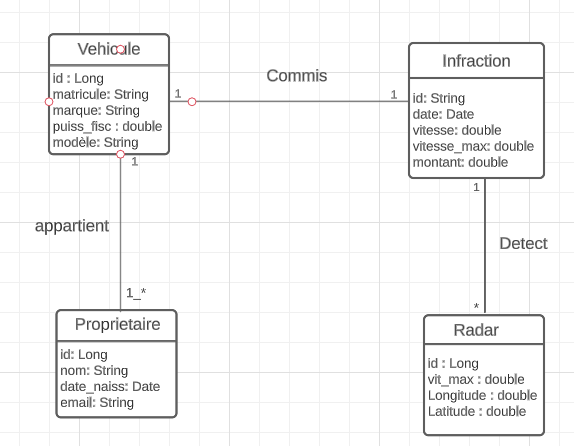 Vehicule
id : Long
matricule: String
marque: String
puiss_fisc : double
modèle: String
1
Commis
1
Infraction
id: String
date: Date
vitesse: double
vitesse_max: double
montant: double
1
appartient
1_*
Proprietaire
id: Long
nom: String
date_naiss: Date
email: String
1
Detect
*
Radar
id : Long
vit_max : double
Longitude : double
Latitude : double